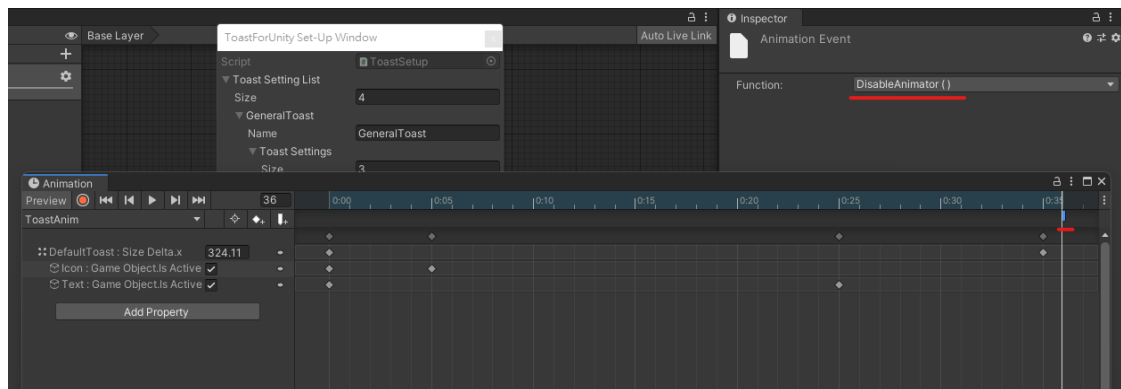 Base Layer
Auto Live Link
ToastForUnity Set-Up Window
Script
ToastSetup
Toast Setting List
Size
4
GeneralToast
Name
GeneralToast
Toast Settings
Size
3
Inspector
Animation Event
Function:
DisableAnimator ( )
Animation
Preview
36
0:00
0:05
0:10
0:15
0:20
0:25
0:30
0:35
ToastAnim
DefaultToast : Size Delta.x
324.11
Icon : Game Object.Is Active
Text : Game Object.Is Active
Add Property